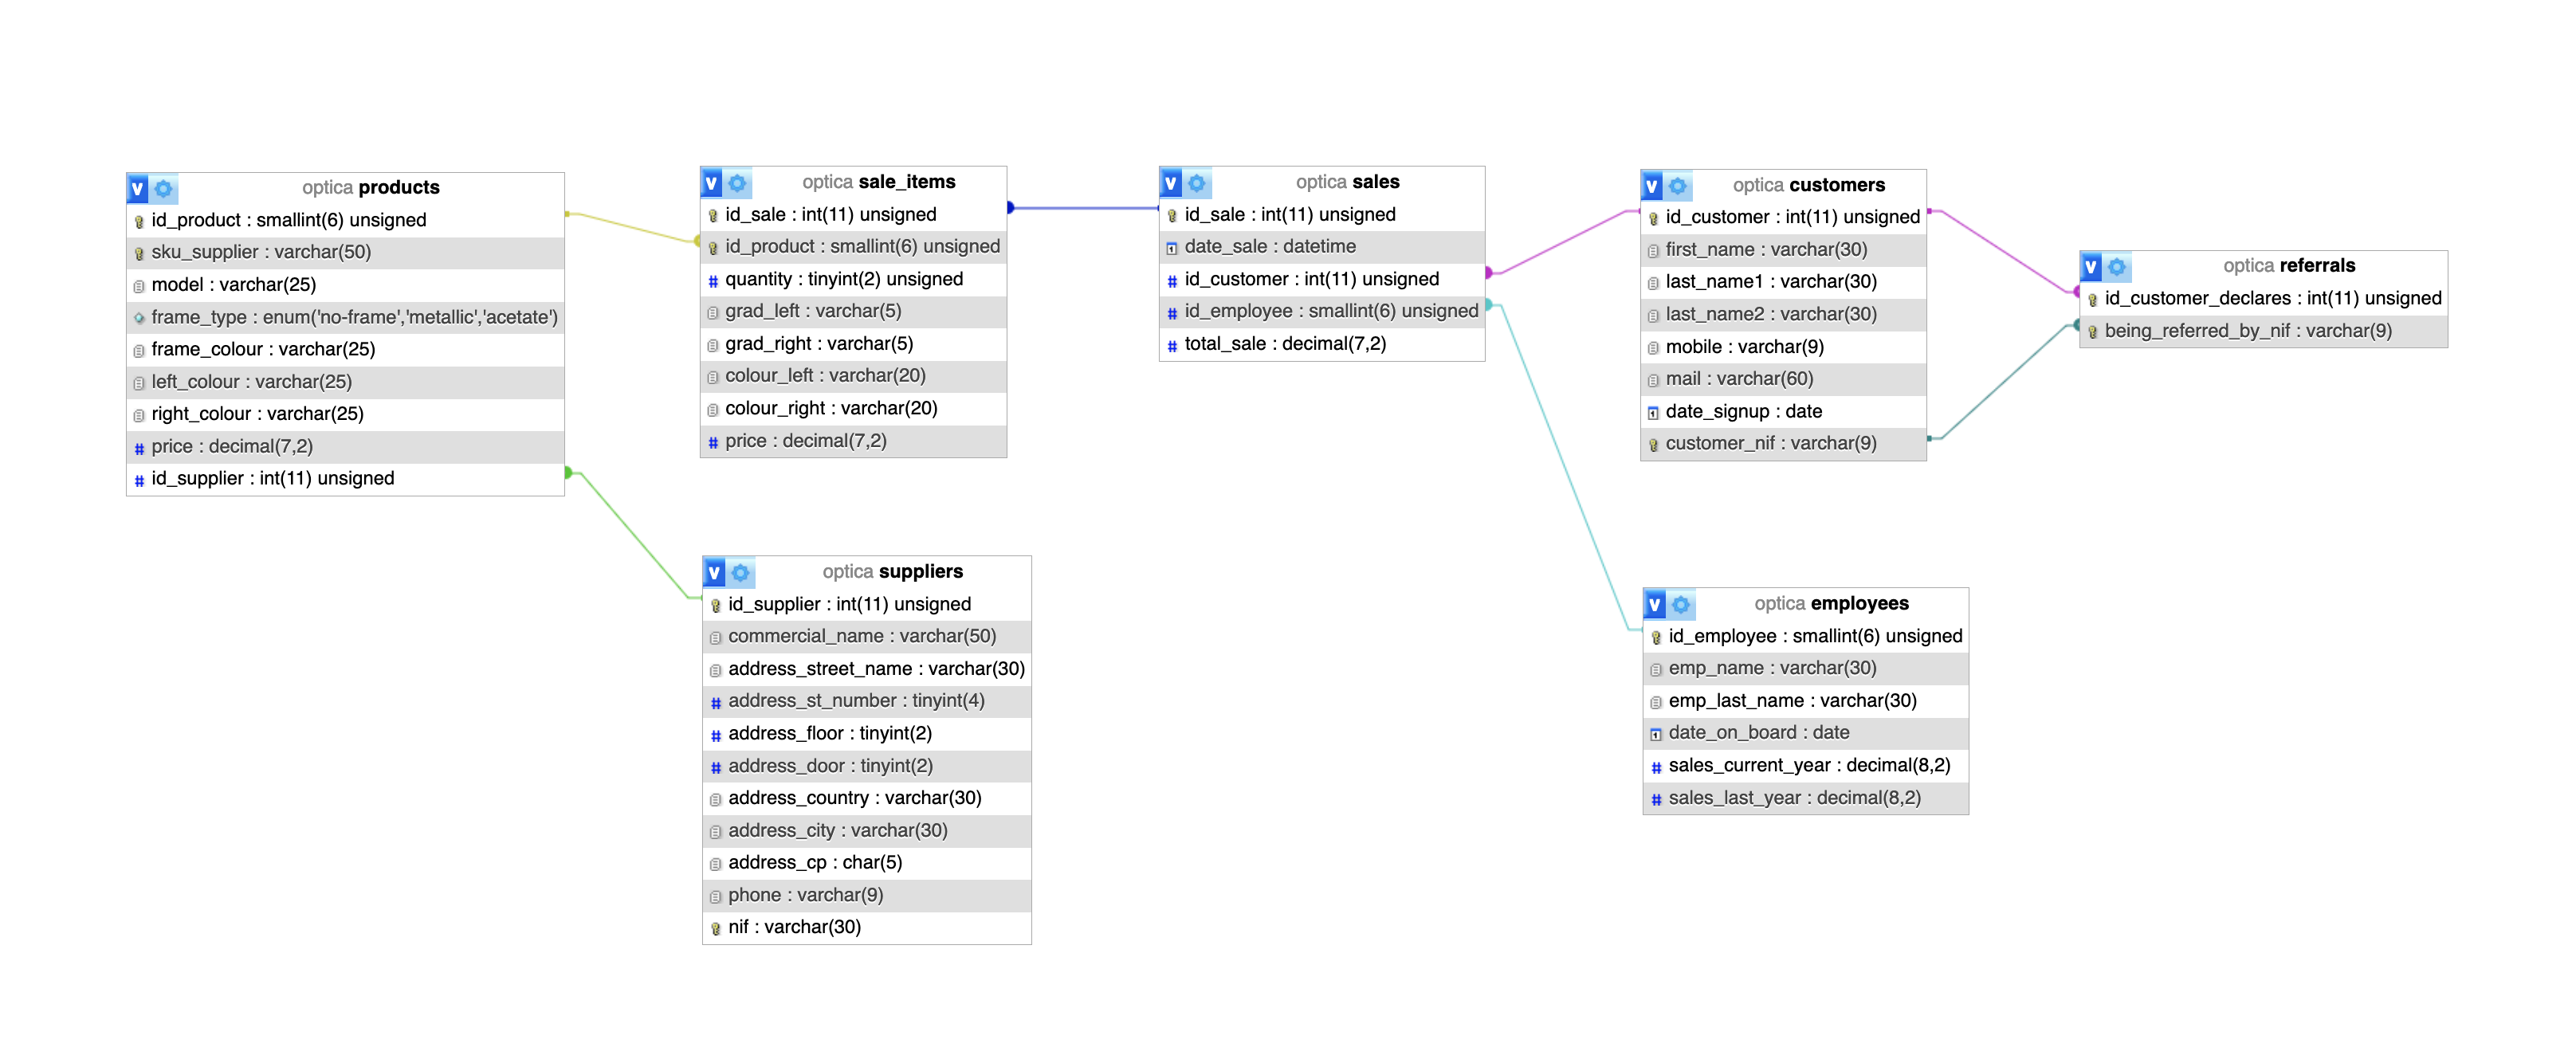 optica products
id_product : smallint(6) unsigned
sku_supplier : varchar(50)
model : varchar(25)
frame_type : enum('no-frame','metallic','acetate')
frame_colour : varchar(25)
left_colour : varchar(25)
right_colour : varchar(25)
price : decimal(7,2)
id_supplier : int(11) unsigned
optica sale_items
id_sale : int(11) unsigned
id_product : smallint(6) unsigned
quantity : tinyint(2) unsigned
grad_left : varchar(5)
grad_right : varchar(5)
colour_left : varchar(20)
colour_right : varchar(20)
price : decimal(7,2)
optica sales
id_sale : int(11) unsigned
date_sale : datetime
id_customer : int(11) unsigned
id_employee : smallint(6) unsigned
total_sale : decimal(7,2)
optica customers
id_customer : int(11) unsigned
first_name : varchar(30)
last_name1 : varchar(30)
last_name2 : varchar(30)
mobile : varchar(9)
mail : varchar(60)
date_signup : date
customer_nif : varchar(9)
optica referrals
id_customer_declares : int(11) unsigned
being_referred_by_nif : varchar(9)
optica suppliers
id_supplier : int(11) unsigned
commercial_name : varchar(50)
address_street_name : varchar(30)
address_st_number : tinyint(4)
address_floor : tinyint(2)
address_door : tinyint(2)
address_country : varchar(30)
address_city : varchar(30)
address_cp : char(5)
phone : varchar(9)
nif : varchar(30)
optica employees
id_employee : smallint(6) unsigned
emp_name : varchar(30)
emp_last_name : varchar(30)
date_on_board : date
sales_current_year : decimal(8,2)
sales_last_year : decimal(8,2)